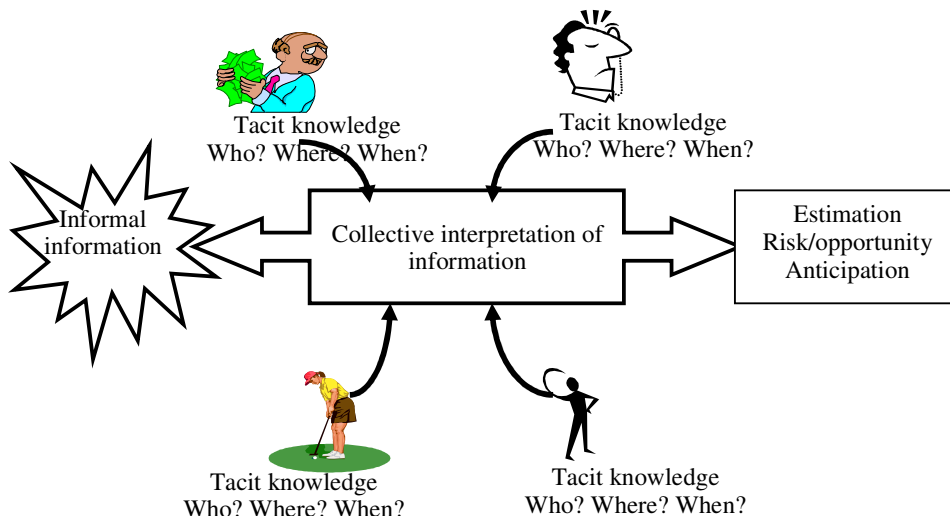 Tacit knowledge
Who? Where? When?
Tacit knowledge
Who? Where? When?
Informal
information
Collective interpretation of
information
Estimation
Risk/opportunity
Anticipation
Tacit knowledge
Who? Where? When?
Tacit knowledge
Who? Where? When?